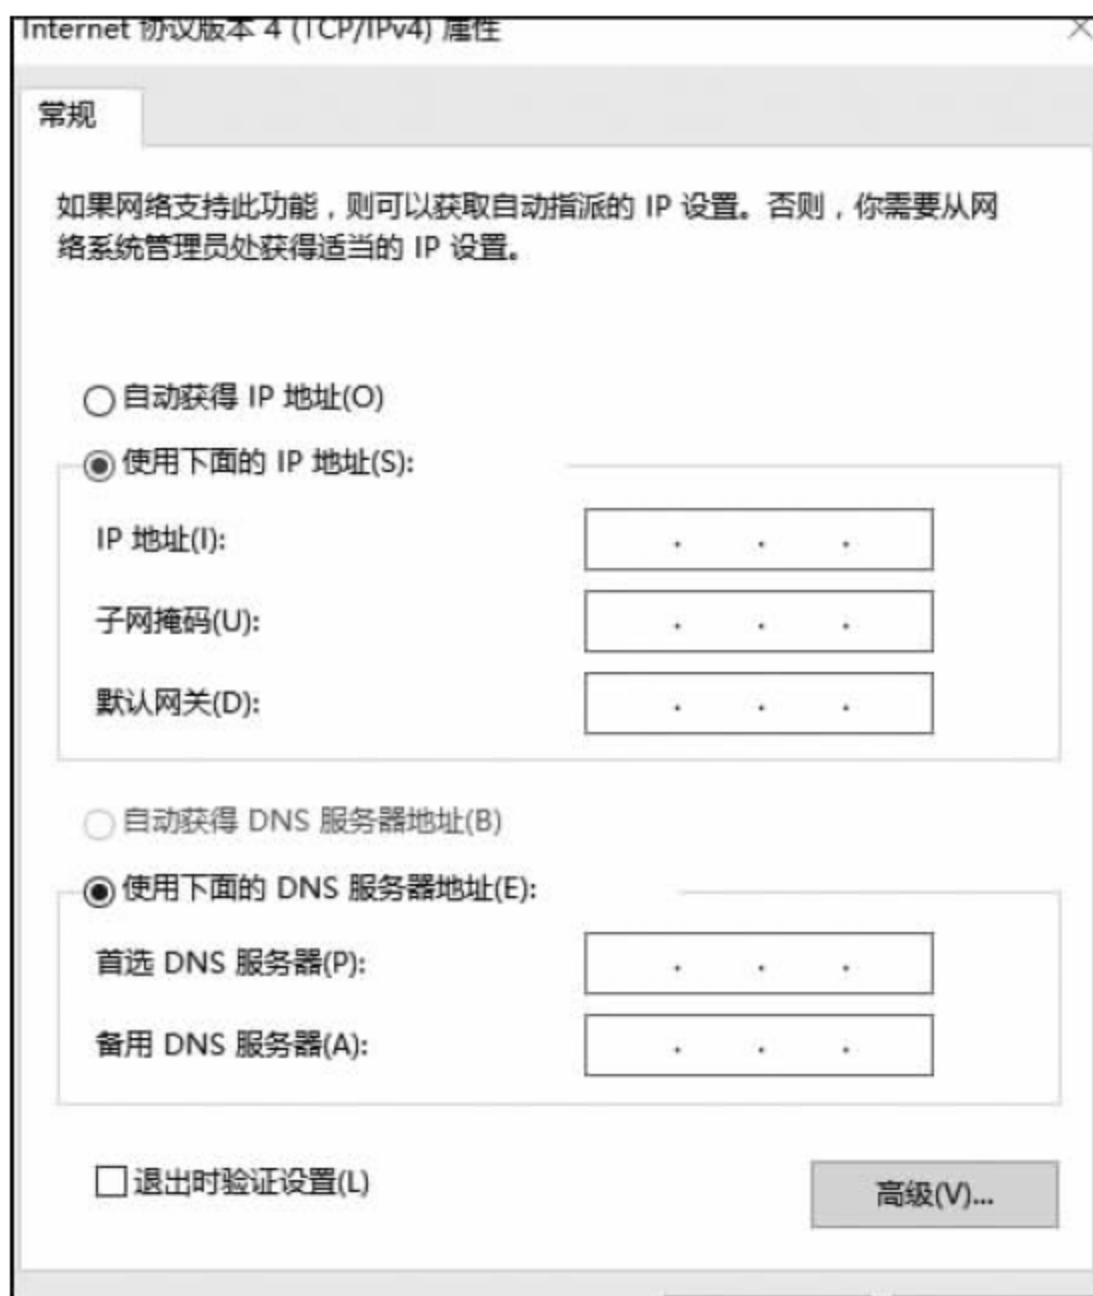 Internet 协议版本 4 (TCP/IPv4) 属性
常规
如果网络支持此功能，则可以获取自动指派的 IP 设置。否则，你需要从网
络系统管理员处获得适当的 IP 设置。
自动获得 IP 地址(O)
使用下面的 IP 地址(S):
IP 地址(I):
子网掩码(U):
默认网关(D):
自动获得 DNS 服务器地址(B)
使用下面的 DNS 服务器地址(E):
首选 DNS 服务器(P):
备用 DNS 服务器(A):
退出时验证设置(L)
高级(V)...